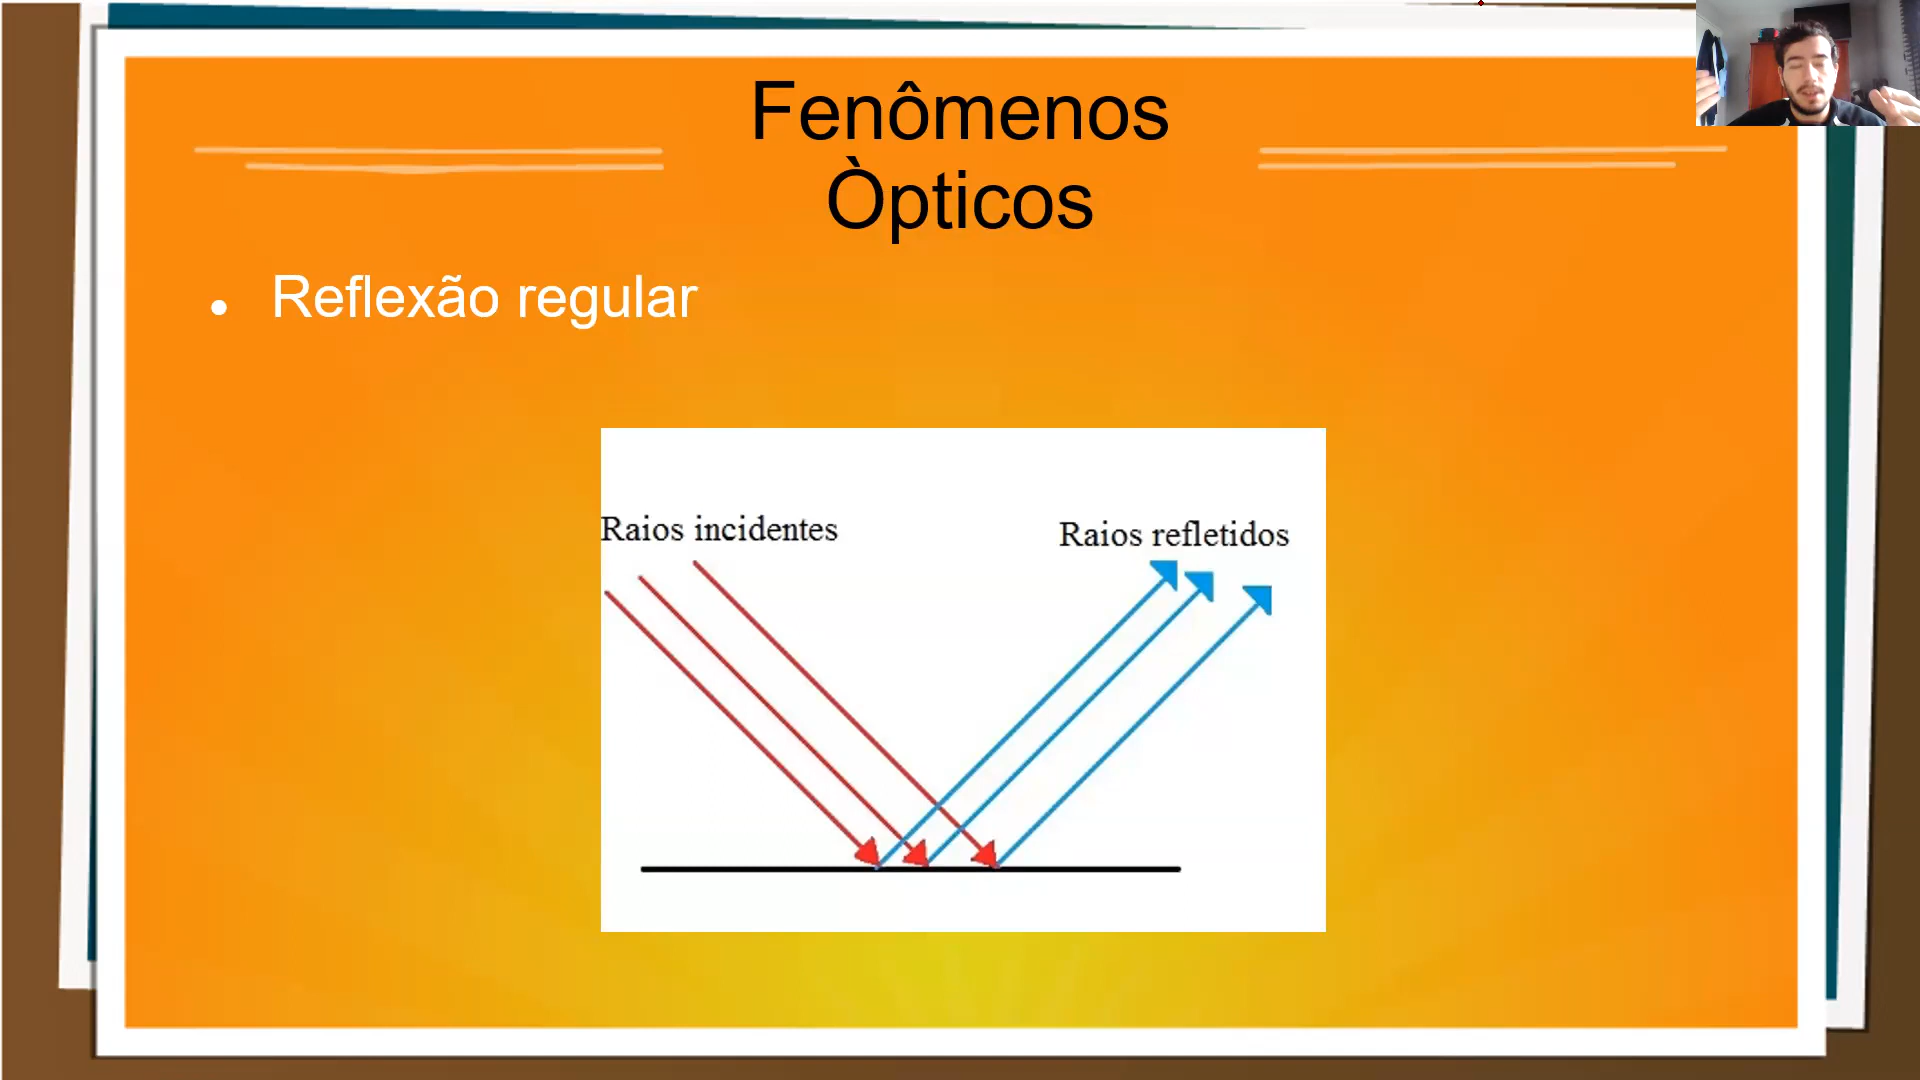 Fenômenos
Òpticos
• Reflexão regular
Raios incidentes
Raios refletidos